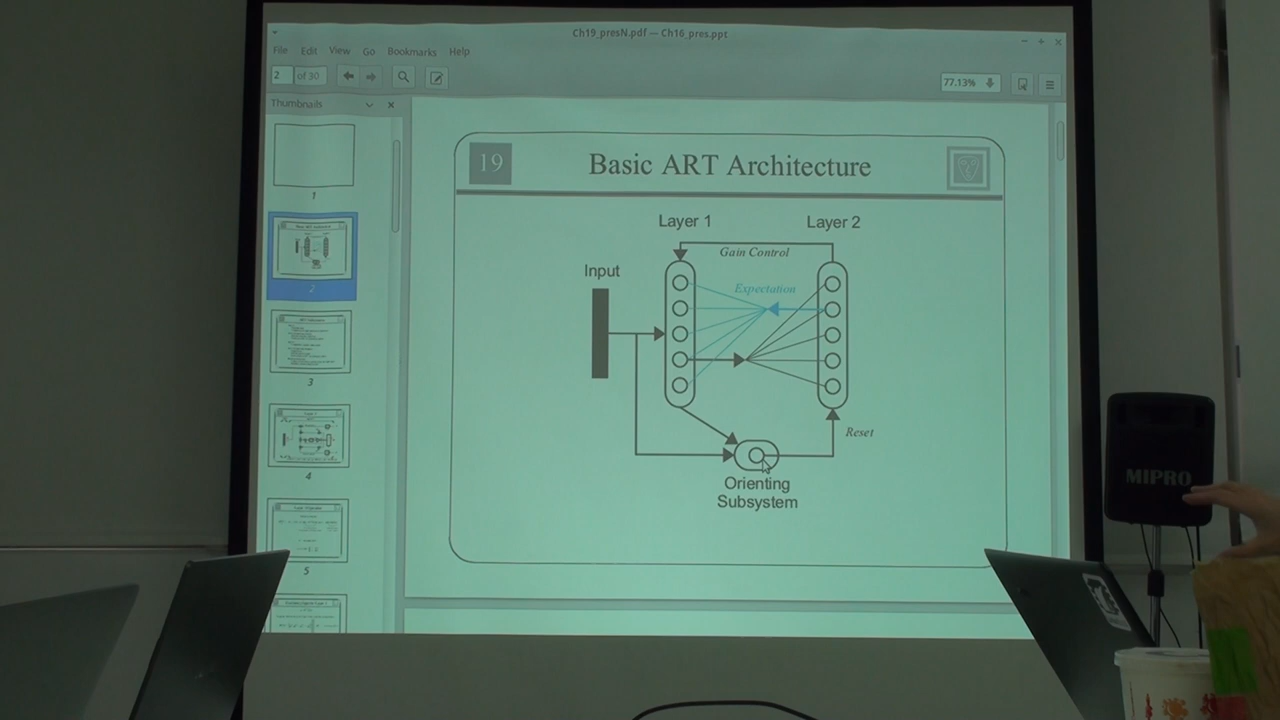 Ch19_presN.pdf — Ch16_pres.ppt
File Edit View Go Bookmarks Help
2 of 30
77.13%
Thumbnails
1
2
3
4
5
19
Basic ART Architecture
Layer 1 Layer 2
Gain Control
Input
Expectation
Reset
Orienting
Subsystem
MIPRO